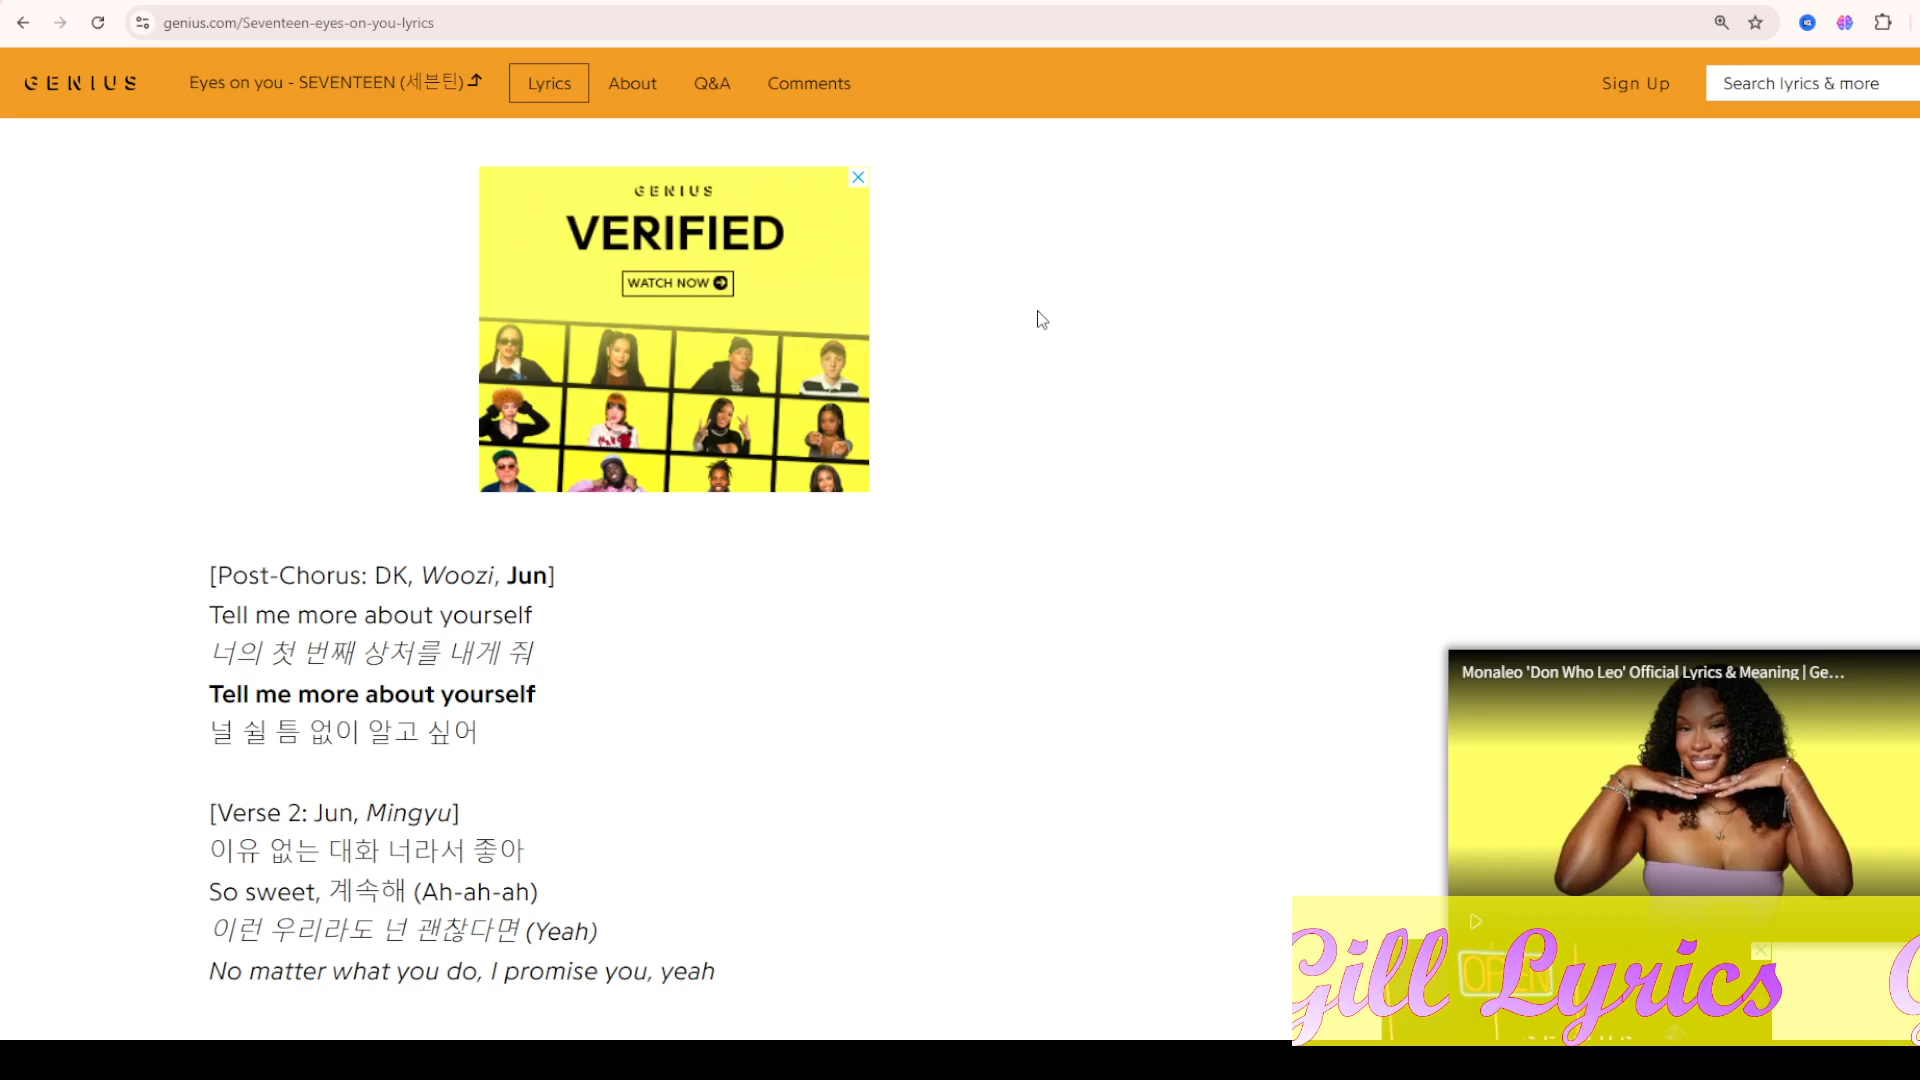 genius.com/Seventeen-eyes-on-you-lyrics
GENIUS
Eyes on you - SEVENTEEN (세븐틴)
Lyrics
About
Q&A
Comments
Sign Up
Search lyrics & more
GENIUS
VERIFIED
WATCH NOW
[Post-Chorus: DK, Woozi, Jun]
Tell me more about yourself
너의 첫 번째 상처를 내게 줘
Tell me more about yourself
널 쉴 틈 없이 알고 싶어
[Verse 2: Jun, Mingyu]
이유 없는 대화 너라서 좋아
So sweet, 계속해 (Ah-ah-ah)
이런 우리라도 넌 괜찮다면 (Yeah)
No matter what you do, I promise you, yeah
Monaleo 'Don Who Leo' Official Lyrics & Meaning | Ge...
OPEN
Gill Lyrics